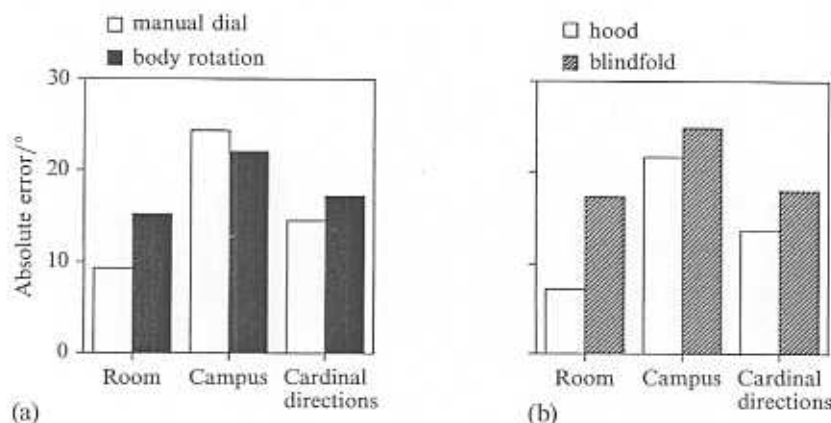 manual dial
body rotation
hood
blindfold
Absolute error/°
30
20
10
0
Room
Campus
Cardinal
directions
(a)
Room
Campus
Cardinal
directions
(b)